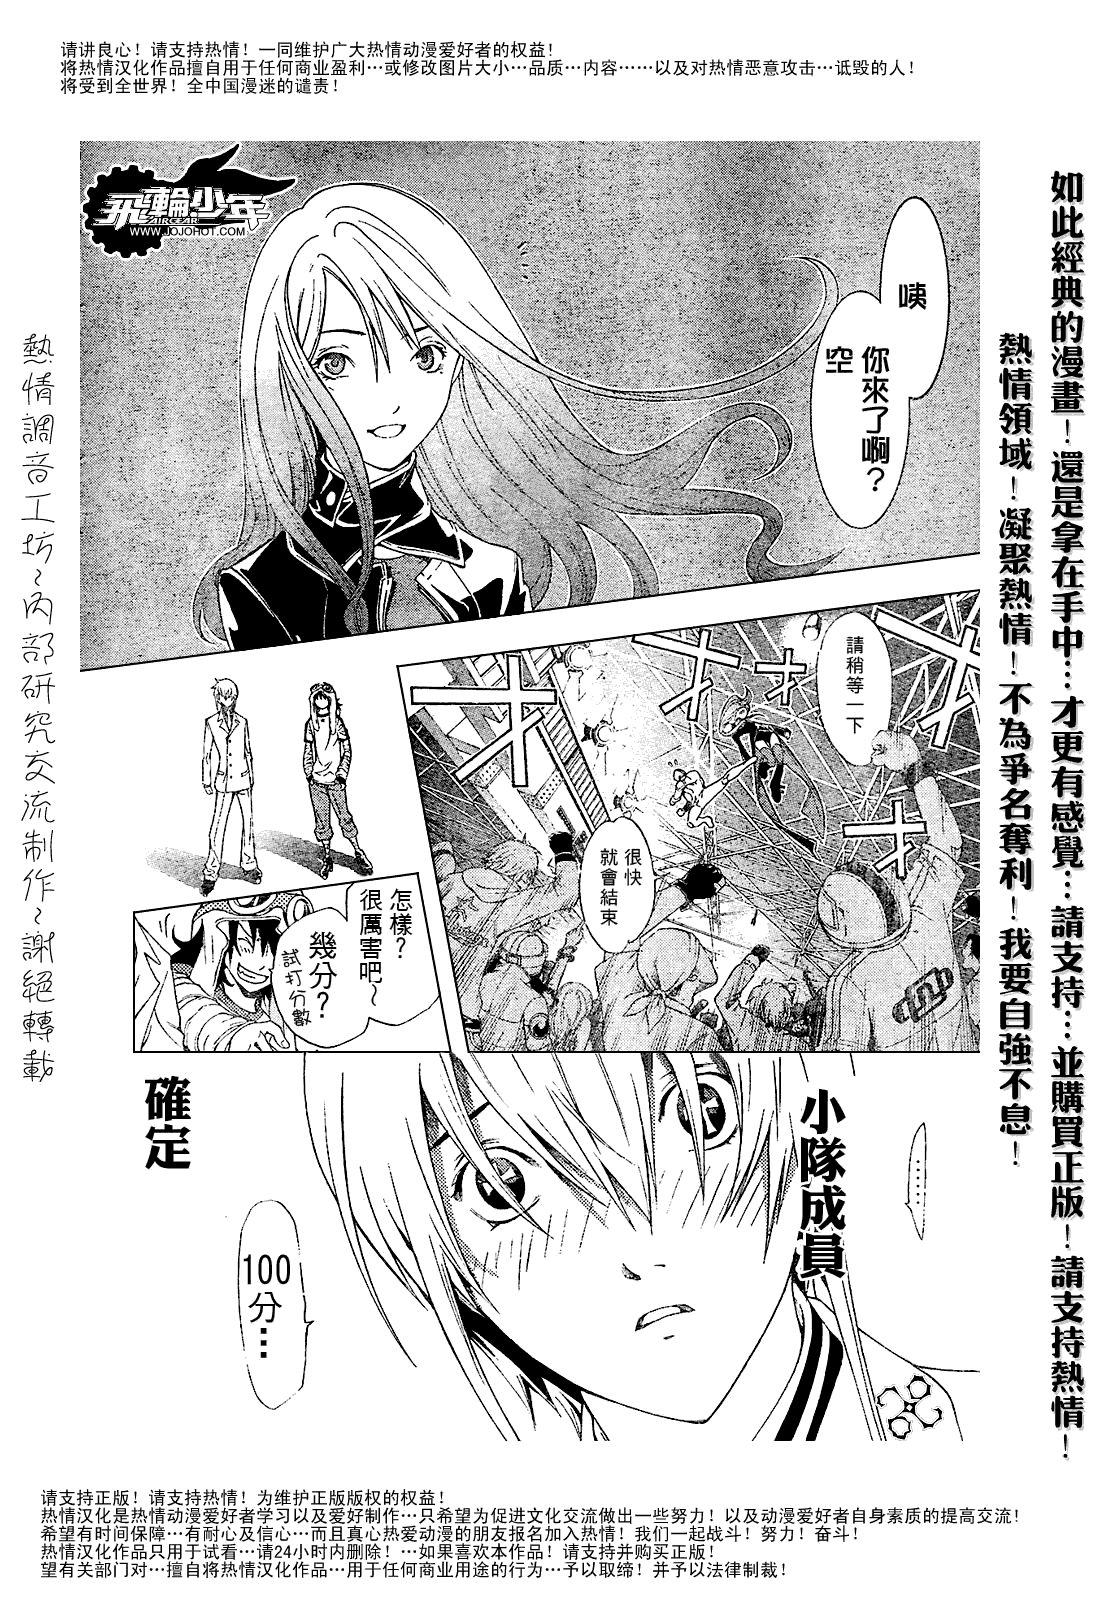 请讲良心！请支持热情！一同维护广大热情动漫爱好者的权益！
将热情汉化作品擅自用于任何商业盈利…或修改图片大小…品质…内容……以及对热情恶意攻击…诋毁的人！
将受到全世界！全中国漫迷的谴责！
飛輪少年
AIRGEAR
WWW.JOJOHOT.COM
如此經典的漫畫！還是拿在手中…才更有感覺…請支持…並購買正版！請支持熱情！
熱情領域！凝聚熱情！不為爭名奪利！我要自強不息！
熱情調音工坊~內部研究交流制作~謝絕轉載
咦
你來了啊？
空
請稍等一下
很快
就會結束
怎樣？
很厲害吧~
幾分？
試打分數
小隊成員
確定
……
100
分…
请支持正版！请支持热情！为维护正版版权的权益！
热情汉化是热情动漫爱好者学习以及爱好制作…只希望为促进文化交流做出一些努力！以及动漫爱好者自身素质的提高交流！
希望有时间保障…有耐心及信心…而且真心热爱动漫的朋友报名加入热情！我们一起战斗！努力！奋斗！
热情汉化作品只用于试看…请24小时内删除！…如果喜欢本作品！请支持并购买正版！
望有关部门对…擅自将热情汉化作品…用于任何商业用途的行为…予以取缔！并予以法律制裁！